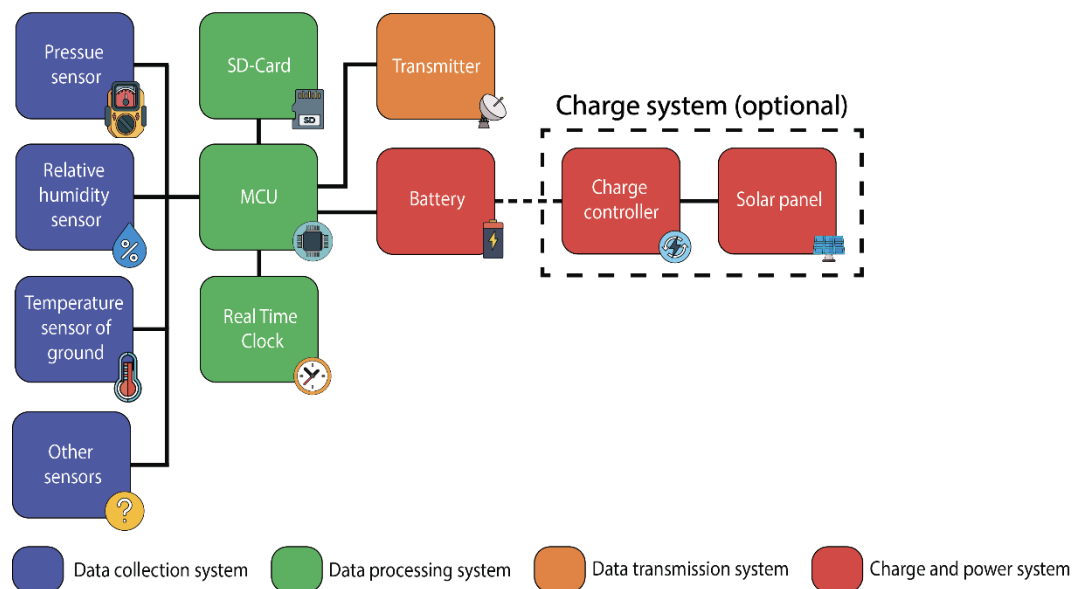 Pressue
sensor
SD-Card
SD
Transmitter
Charge system (optional)
Relative
humidity
sensor
%
MCU
Battery
Charge
controller
Solar panel
Temperature
sensor of
ground
Real Time
Clock
Other
sensors
?
Data collection system
Data processing system
Data transmission system
Charge and power system